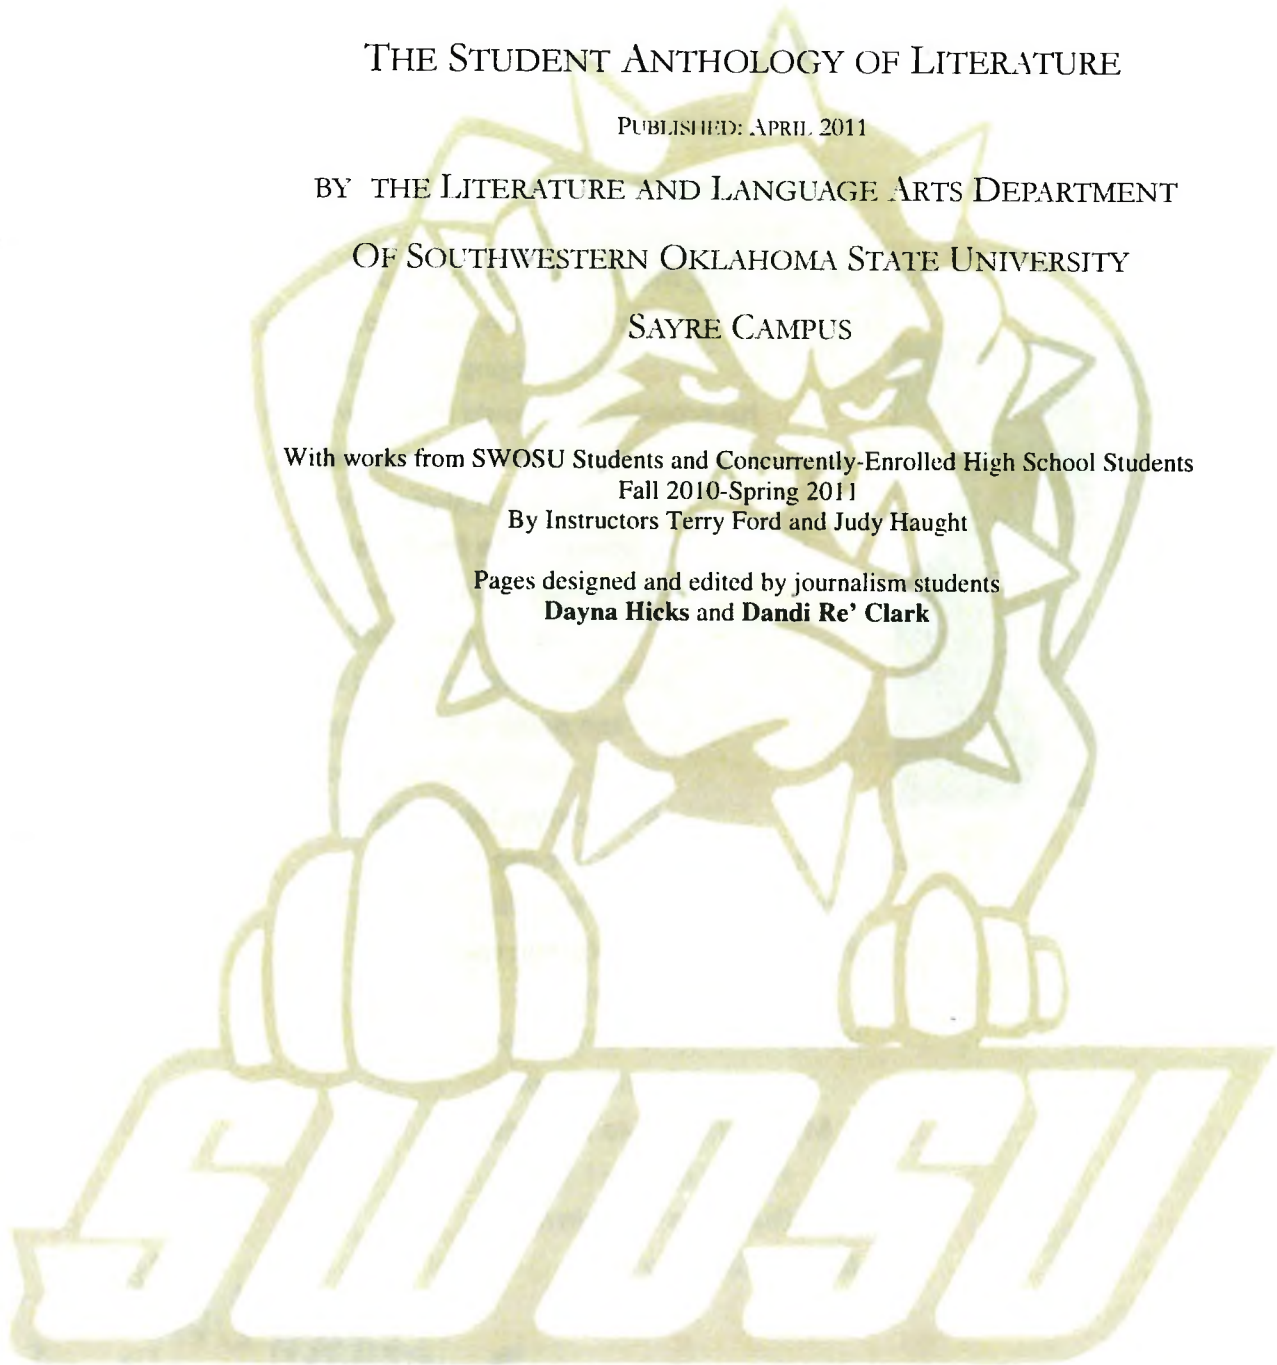 THE STUDENT ANTHOLOGY OF LITERATURE
PUBLISHED: APRIL 2011
BY THE LITERATURE AND LANGUAGE ARTS DEPARTMENT
OF SOUTHWESTERN OKLAHOMA STATE UNIVERSITY
SAYRE CAMPUS
With works from SWOSU Students and Concurrently-Enrolled High School Students
Fall 2010-Spring 2011
By Instructors Terry Ford and Judy Haught
Pages designed and edited by journalism students
Dayna Hicks and Dandi Re' Clark
SWOSU